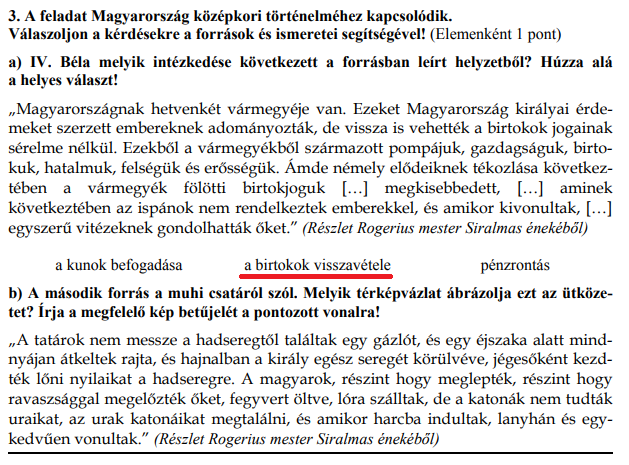 3. A feladat Magyarország középkori történelméhez kapcsolódik.
Válaszoljon a kérdésekre a források és ismeretei segítségével! (Elemenként 1 pont)
a) IV. Béla melyik intézkedése következett a forrásban leírt helyzetből? Húzza alá
a helyes választ!
„Magyarországnak hetvenkét vármegyéje van. Ezeket Magyarország királyai érde-
meket szerzett embereknek adományozták, de vissza is vehették a birtokok jogainak
sérelme nélkül. Ezekből a vármegyékből származott pompájuk, gazdagságuk, birto-
kuk, hatalmuk, felségük és erősségük. Ámde némely elődeiknek tékozlása következ-
tében a vármegyék fölötti birtokjoguk […] megkisebbedett, […] aminek
következtében az ispánok nem rendelkeztek emberekkel, és amikor kivonultak, […]
egyszerű vitézeknek gondolhatták őket.” (Részlet Rogerius mester Siralmas énekéből)
a kunok befogadása a birtokok visszavétele pénzrontás
b) A második forrás a muhi csatáról szól. Melyik térképvázlat ábrázolja ezt az ütköze-
tet? Írja a megfelelő kép betűjelét a pontozott vonalra!
„A tatárok nem messze a hadseregtől találtak egy gázlót, és egy éjszaka alatt mind-
nyájan átkeltek rajta, és hajnalban a király egész seregét körülvéve, jégesőként kezd-
ték lőni nyilaikat a hadseregre. A magyarok, részint hogy meglepték, részint hogy
ravaszsággal megelőzték őket, fegyvert öltve, lóra szálltak, de a katonák nem tudták
uraikat, az urak katonáikat megtalálni, és amikor harcba indultak, lanyhán és egy-
kedvűen vonultak.” (Részlet Rogerius mester Siralmas énekéből)